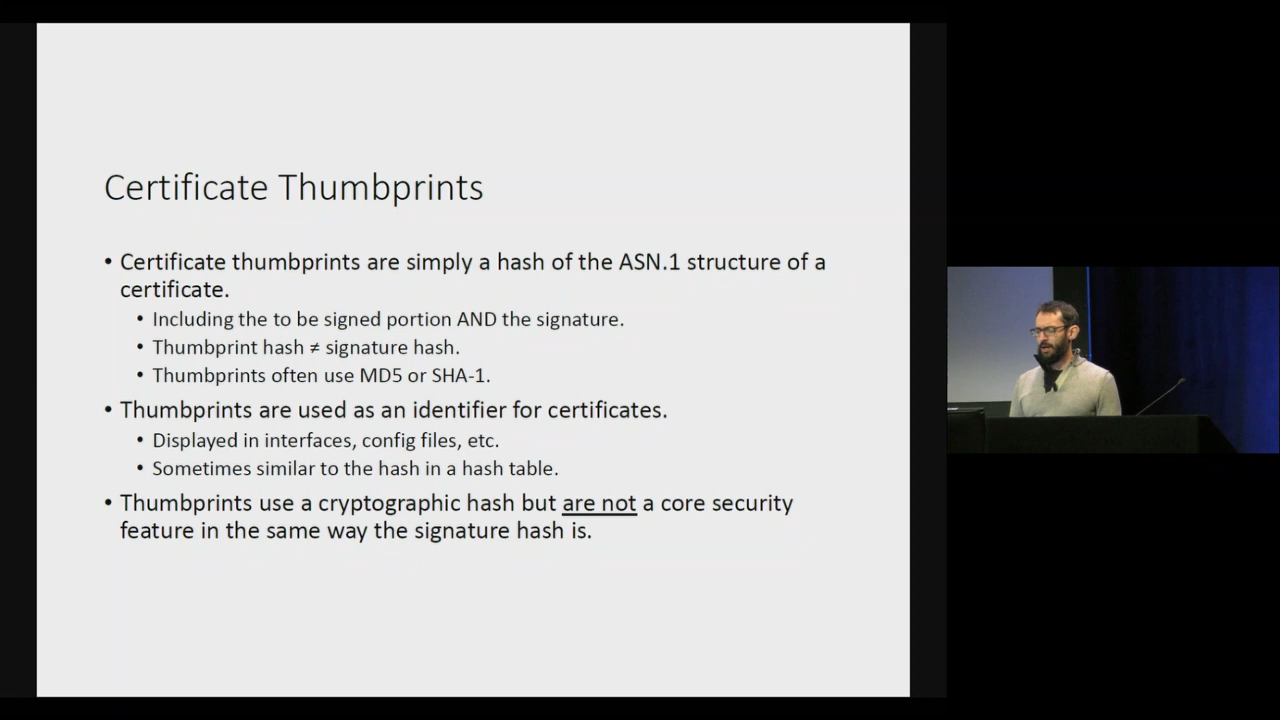 Certificate Thumbprints
• Certificate thumbprints are simply a hash of the ASN.1 structure of a
certificate.
• Including the to be signed portion AND the signature.
• Thumbprint hash ≠ signature hash.
• Thumbprints often use MD5 or SHA-1.
• Thumbprints are used as an identifier for certificates.
• Displayed in interfaces, config files, etc.
• Sometimes similar to the hash in a hash table.
• Thumbprints use a cryptographic hash but are not a core security
feature in the same way the signature hash is.